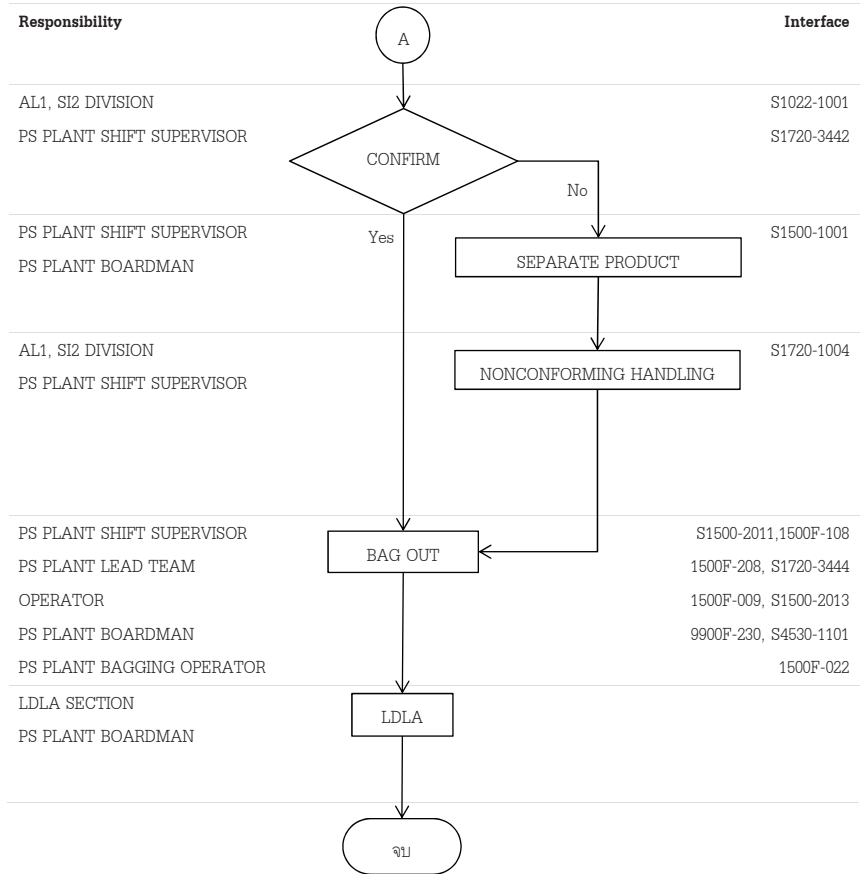 Responsibility
Interface
A
AL1, SI2 DIVISION
S1022-1001
PS PLANT SHIFT SUPERVISOR
S1720-3442
CONFIRM
No
Yes
PS PLANT SHIFT SUPERVISOR
S1500-1001
PS PLANT BOARDMAN
SEPARATE PRODUCT
AL1, SI2 DIVISION
S1720-1004
PS PLANT SHIFT SUPERVISOR
NONCONFORMING HANDLING
PS PLANT SHIFT SUPERVISOR
S1500-2011,1500F-108
BAG OUT
PS PLANT LEAD TEAM
1500F-208, S1720-3444
OPERATOR
1500F-009, S1500-2013
PS PLANT BOARDMAN
9900F-230, S4530-1101
PS PLANT BAGGING OPERATOR
1500F-022
LDLA SECTION
LDLA
PS PLANT BOARDMAN
จบ